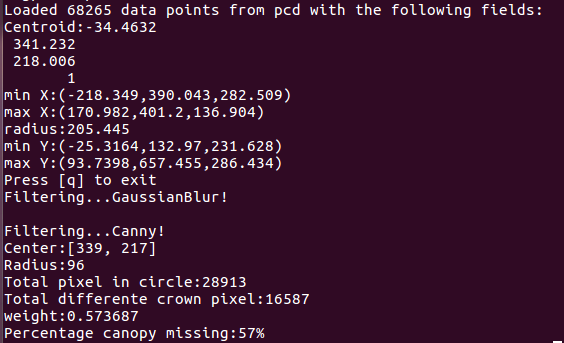 Loaded 68265 data points from pcd with the following fields:
Centroid:-34.4632
341.232
218.006
1
min X:(-218.349,390.043,282.509)
max X:(170.982,401.2,136.904)
radius:205.445
min Y:(-25.3164,132.97,231.628)
max Y:(93.7398,657.455,286.434)
Press [q] to exit
Filtering...GaussianBlur!
Filtering...Canny!
Center:[339, 217]
Radius:96
Total pixel in circle:28913
Total differente crown pixel:16587
weight:0.573687
Percentage canopy missing:57%